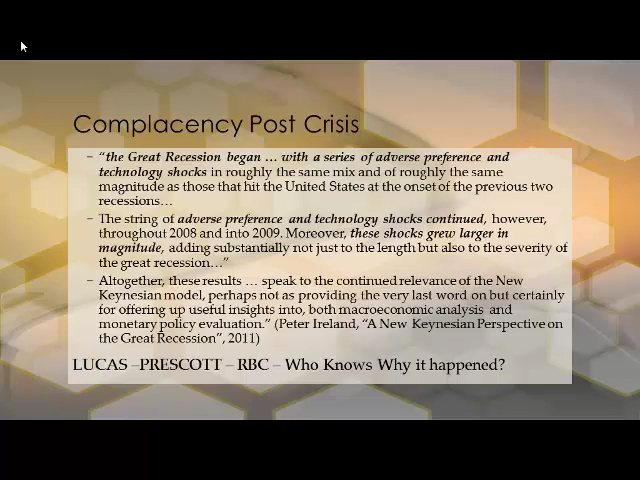 Complacency Post Crisis
– "the Great Recession began … with a series of adverse preference and
technology shocks in roughly the same mix and of roughly the same
magnitude as those that hit the United States at the onset of the previous two
recessions…
– The string of adverse preference and technology shocks continued, however,
throughout 2008 and into 2009. Moreover, these shocks grew larger in
magnitude, adding substantially not just to the length but also to the severity of
the great recession…"
– Altogether, these results … speak to the continued relevance of the New
Keynesian model, perhaps not as providing the very last word on but certainly
for offering up useful insights into, both macroeconomic analysis and
monetary policy evaluation." (Peter Ireland, "A New Keynesian Perspective on
the Great Recession", 2011)
LUCAS –PRESCOTT – RBC – Who Knows Why it happened?